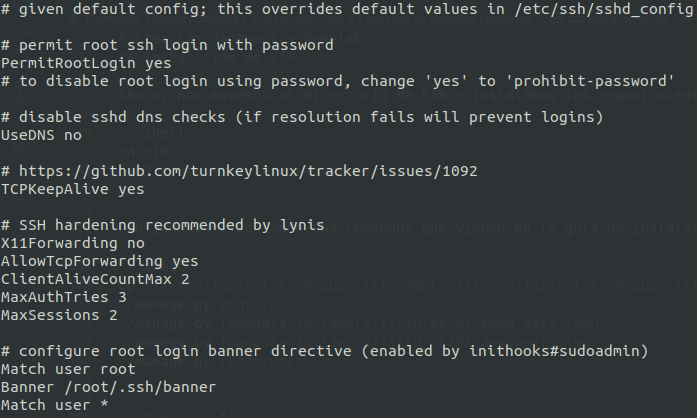 # given default config; this overrides default values in /etc/ssh/sshd_config
# permit root ssh login with password
PermitRootLogin yes
# to disable root login using password, change 'yes' to 'prohibit-password'
# disable sshd dns checks (if resolution fails will prevent logins)
UseDNS no
# https://github.com/turnkeylinux/tracker/issues/1092
TCPKeepAlive yes
# SSH hardening recommended by lynis
X11Forwarding no
AllowTcpForwarding yes
ClientAliveCountMax 2
MaxAuthTries 3
MaxSessions 2
# configure root login banner directive (enabled by inithooks#sudoadmin)
Match user root
Banner /root/.ssh/banner
Match user *